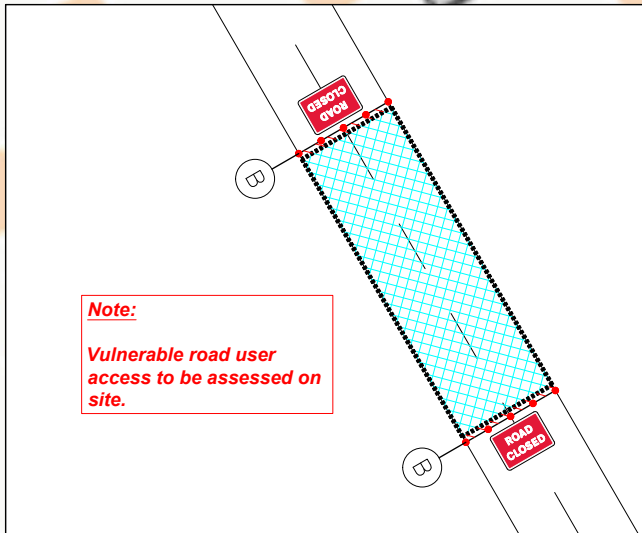 ROAD
CLOSED
B
Note:
Vulnerable road user
access to be assessed on
site.
B
ROAD
CLOSED